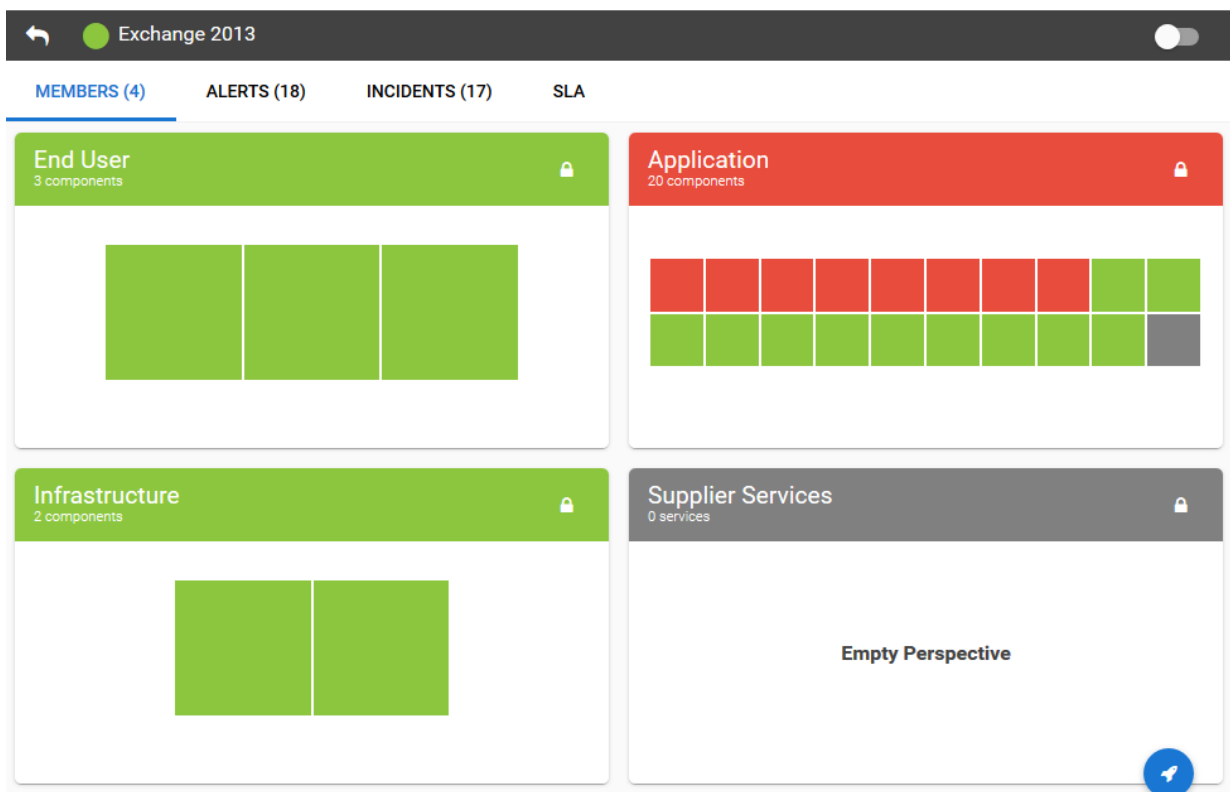 Exchange 2013
MEMBERS (4) ALERTS (18) INCIDENTS (17) SLA
End User
3 components
Application
20 components
Infrastructure
2 components
Supplier Services
0 services
Empty Perspective